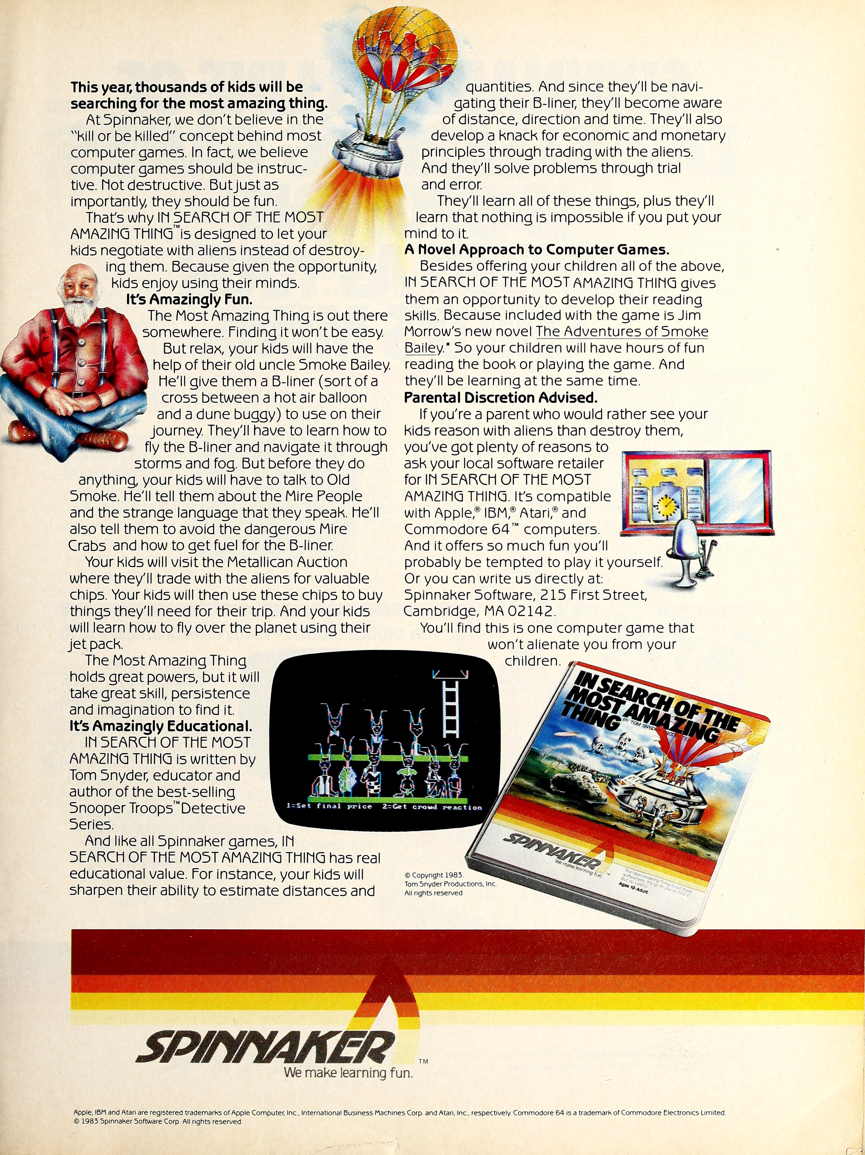 This year, thousands of kids will be
searching for the most amazing thing.
At Spinnaker, we don't believe in the
"kill or be killed" concept behind most
computer games. In fact, we believe
computer games should be instruc-
tive. Not destructive. But just as
importantly, they should be fun.
That's why IN SEARCH OF THE MOST
AMAZING THING™ is designed to let your
kids negotiate with aliens instead of destroy-
ing them. Because given the opportunity,
kids enjoy using their minds.
It's Amazingly Fun.
The Most Amazing Thing is out there
somewhere. Finding it won't be easy.
But relax, your kids will have the
help of their old uncle Smoke Bailey.
He'll give them a B-liner (sort of a
cross between a hot air balloon
and a dune buggy) to use on their
journey. They'll have to learn how to
fly the B-liner and navigate it through
storms and fog. But before they do
anything, your kids will have to talk to Old
Smoke. He'll tell them about the Mire People
and the strange language that they speak. He'll
also tell them to avoid the dangerous Mire
Crabs and how to get fuel for the B-liner.
Your kids will visit the Metallican Auction
where they'll trade with the aliens for valuable
chips. Your kids will then use these chips to buy
things they'll need for their trip. And your kids
will learn how to fly over the planet using their
jet pack.
The Most Amazing Thing
holds great powers, but it will
take great skill, persistence
and imagination to find it.
It's Amazingly Educational.
IN SEARCH OF THE MOST
AMAZING THING is written by
Tom Snyder, educator and
author of the best-selling
Snooper Troops™ Detective
Series.
And like all Spinnaker games, IN
SEARCH OF THE MOST AMAZING THING has real
educational value. For instance, your kids will
sharpen their ability to estimate distances and
quantities. And since they'll be navi-
gating their B-liner, they'll become aware
of distance, direction and time. They'll also
develop a knack for economic and monetary
principles through trading with the aliens.
And they'll solve problems through trial
and error.
They'll learn all of these things, plus they'll
learn that nothing is impossible if you put your
mind to it.
A Novel Approach to Computer Games.
Besides offering your children all of the above,
IN SEARCH OF THE MOST AMAZING THING gives
them an opportunity to develop their reading
skills. Because included with the game is Jim
Morrow's new novel The Adventures of Smoke
Bailey.* So your children will have hours of fun
reading the book or playing the game. And
they'll be learning at the same time.
Parental Discretion Advised.
If you're a parent who would rather see your
kids reason with aliens than destroy them,
you've got plenty of reasons to
ask your local software retailer
for IN SEARCH OF THE MOST
AMAZING THING. It's compatible
with Apple,® IBM,® Atari,® and
Commodore 64™ computers.
And it offers so much fun you'll
probably be tempted to play it yourself.
Or you can write us directly at:
Spinnaker Software, 215 First Street,
Cambridge, MA 02142.
You'll find this is one computer game that
won't alienate you from your
children.
1=Set final price 2=Get crowd reaction
IN SEARCH OF THE
MOST AMAZING
THING
BY TOM SNYDER
SPINNAKER™
We make learning fun.
Ages 10-Adult
© Copyright 1983
Tom Snyder Productions, Inc.
All rights reserved.
SPINNAKER™
We make learning fun.
Apple, IBM and Atari are registered trademarks of Apple Computer, Inc., International Business Machines Corp. and Atari, Inc., respectively. Commodore 64 is a trademark of Commodore Electronics Limited.
© 1983 Spinnaker Software Corp. All rights reserved.